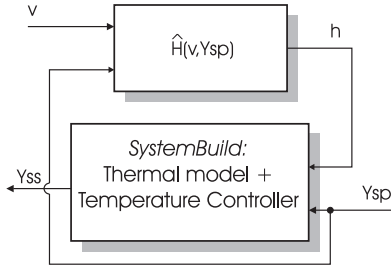 v
h
Ĥ(v,Ysp)
SystemBuild:
Thermal model +
Temperature Controller
Yss
Ysp